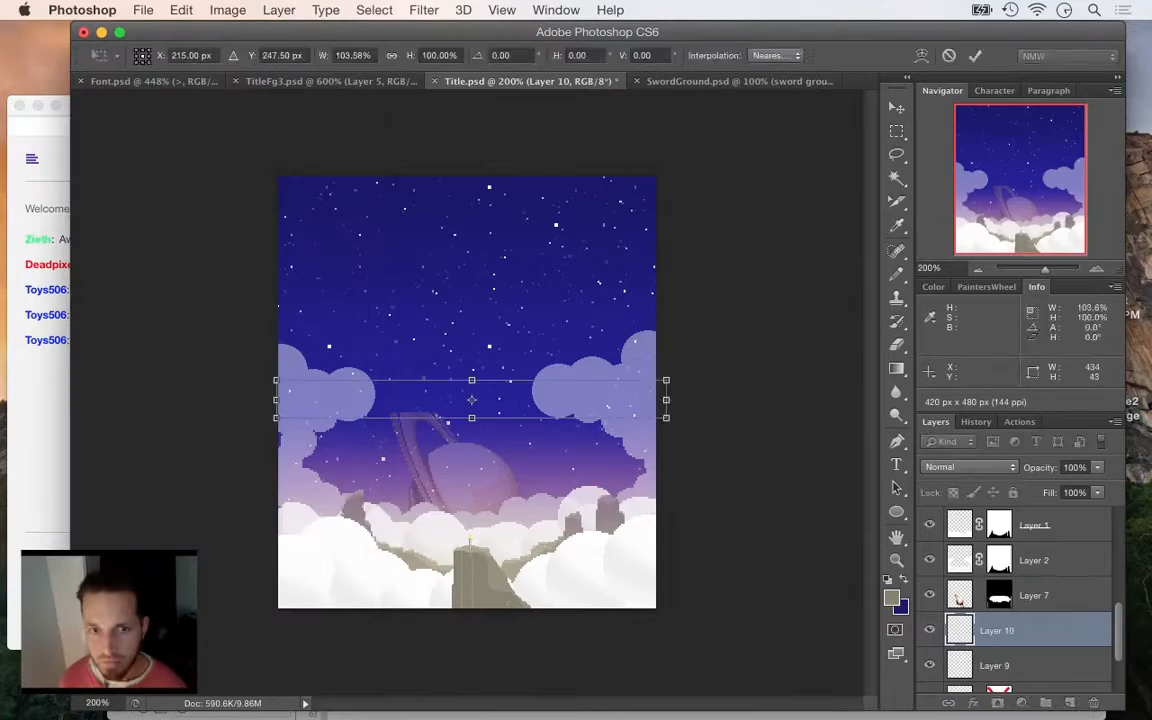 Photoshop File Edit Image Layer Type Select Filter 3D View Window Help
Adobe Photoshop CS6
X: 215.00 px Y: 247.50 px W: 103.58% H: 100.00% 0.00 H: 0.00 V: 0.00 Interpolation: Neares... NMW
Font.psd @ 448% (>, RGB/... TitleFg3.psd @ 600% (Layer 5, RGB/... Title.psd @ 200% (Layer 10, RGB/8*) * SwordGround.psd @ 100% (sword grou...
Navigator Character Paragraph
200%
Color PaintersWheel Info
H:
S:
B:
W: 103.6%
H: 100.0%
A: 0.0°
H: 0.0°
X:
Y:
W: 434
H: 43
420 px x 480 px (144 ppi)
Layers History Actions
Kind
Normal Opacity: 100%
Lock: Fill: 100%
Layer 1
Layer 2
Layer 7
Layer 10
Layer 9
Welcome
Zieth: Aw
Deadpixe
Toys506:
Toys506:
Toys506:
200% Doc: 590.6K/9.86M